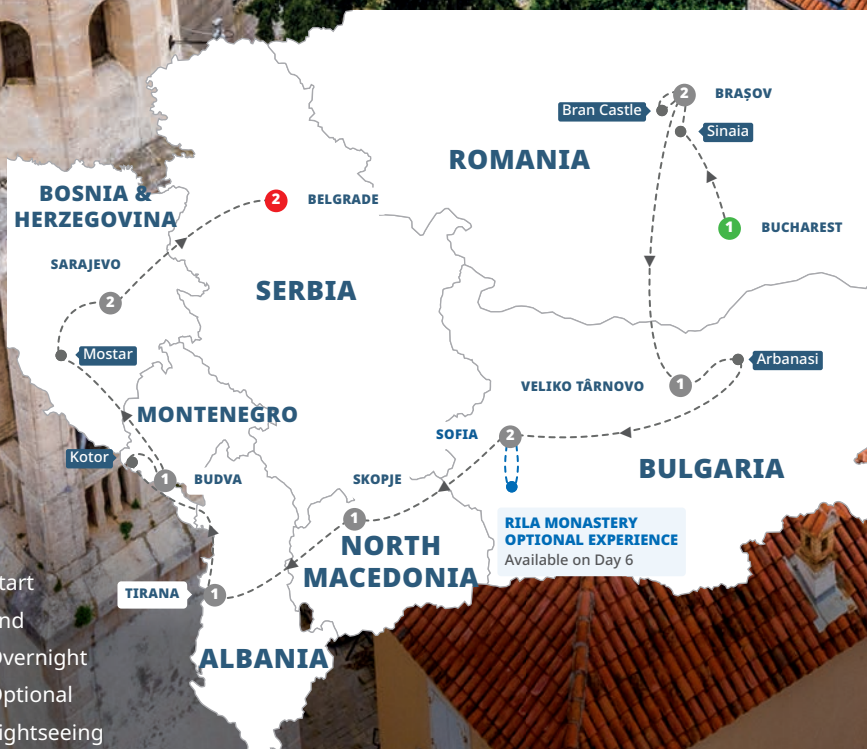 2
BRAȘOV
Bran Castle
Sinaia
ROMANIA
BOSNIA &
HERZEGOVINA
2
BELGRADE
1
BUCHAREST
SARAJEVO
SERBIA
2
Mostar
Arbanasi
VELIKO TÂRNOVO
1
MONTENEGRO
SOFIA
2
Kotor
BULGARIA
1
BUDVA
SKOPJE
1
RILA MONASTERY
OPTIONAL EXPERIENCE
Available on Day 6
NORTH
MACEDONIA
TIRANA
1
ALBANIA
tart
nd
vernight
ptional
ightseeing